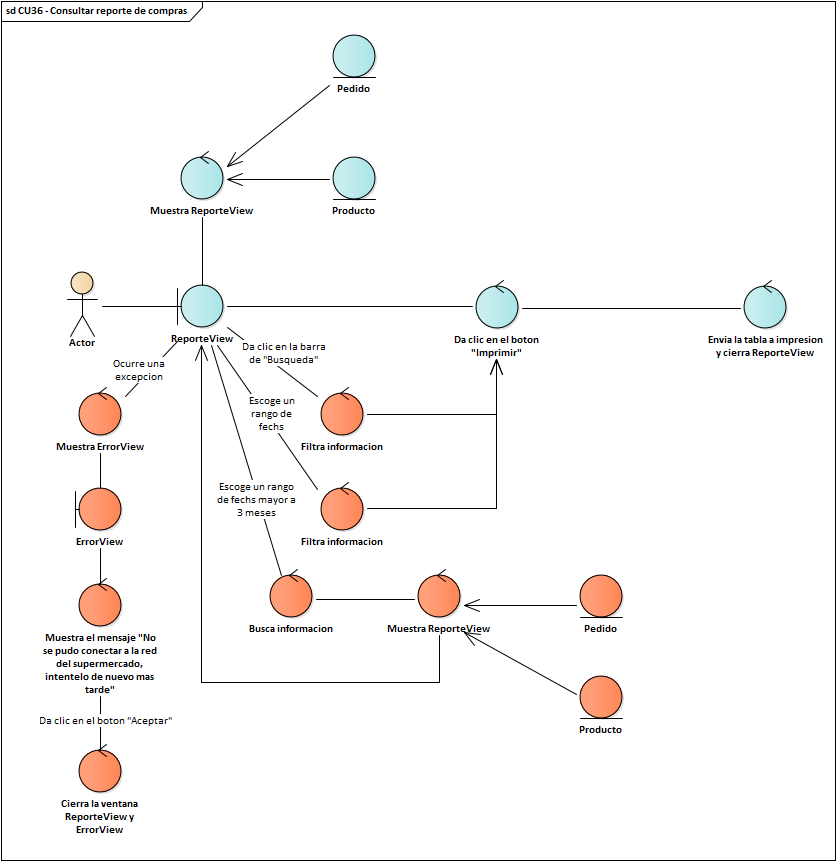 sd CU36 - Consultar reporte de compras
Pedido
Muestra ReporteView
Producto
Actor
ReporteView
Da clic en el boton
"Imprimir"
Envia la tabla a impresion
y cierra ReporteView
Da clic en la barra
de "Busqueda"
Ocurre una
excepcion
Escoge un
rango de
fechs
Muestra ErrorView
Filtra informacion
Escoge un rango
de fechs mayor a
3 meses
ErrorView
Filtra informacion
Busca informacion
Muestra ReporteView
Pedido
Muestra el mensaje "No
se pudo conectar a la red
del supermercado,
intentelo de nuevo mas
tarde"
Producto
Da clic en el boton "Aceptar"
Cierra la ventana
ReporteView y
ErrorView